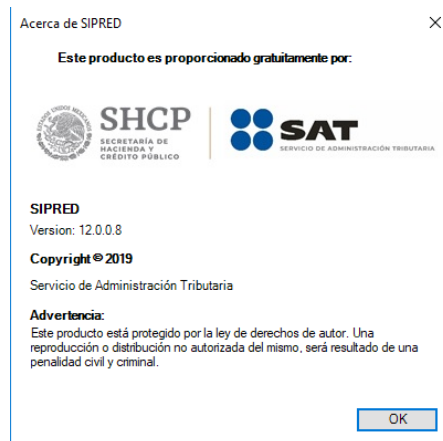 Acerca de SIPRED
Este producto es proporcionado gratuitamente por:
SHCP
SECRETARÍA DE
HACIENDA Y
CRÉDITO PÚBLICO
SAT
SERVICIO DE ADMINISTRACIÓN TRIBUTARIA
SIPRED
Version: 12.0.0.8
Copyright © 2019
Servicio de Administración Tributaria
Advertencia:
Este producto está protegido por la ley de derechos de autor. Una
reproducción o distribución no autorizada del mismo, será resultado de una
penalidad civil y criminal.
OK